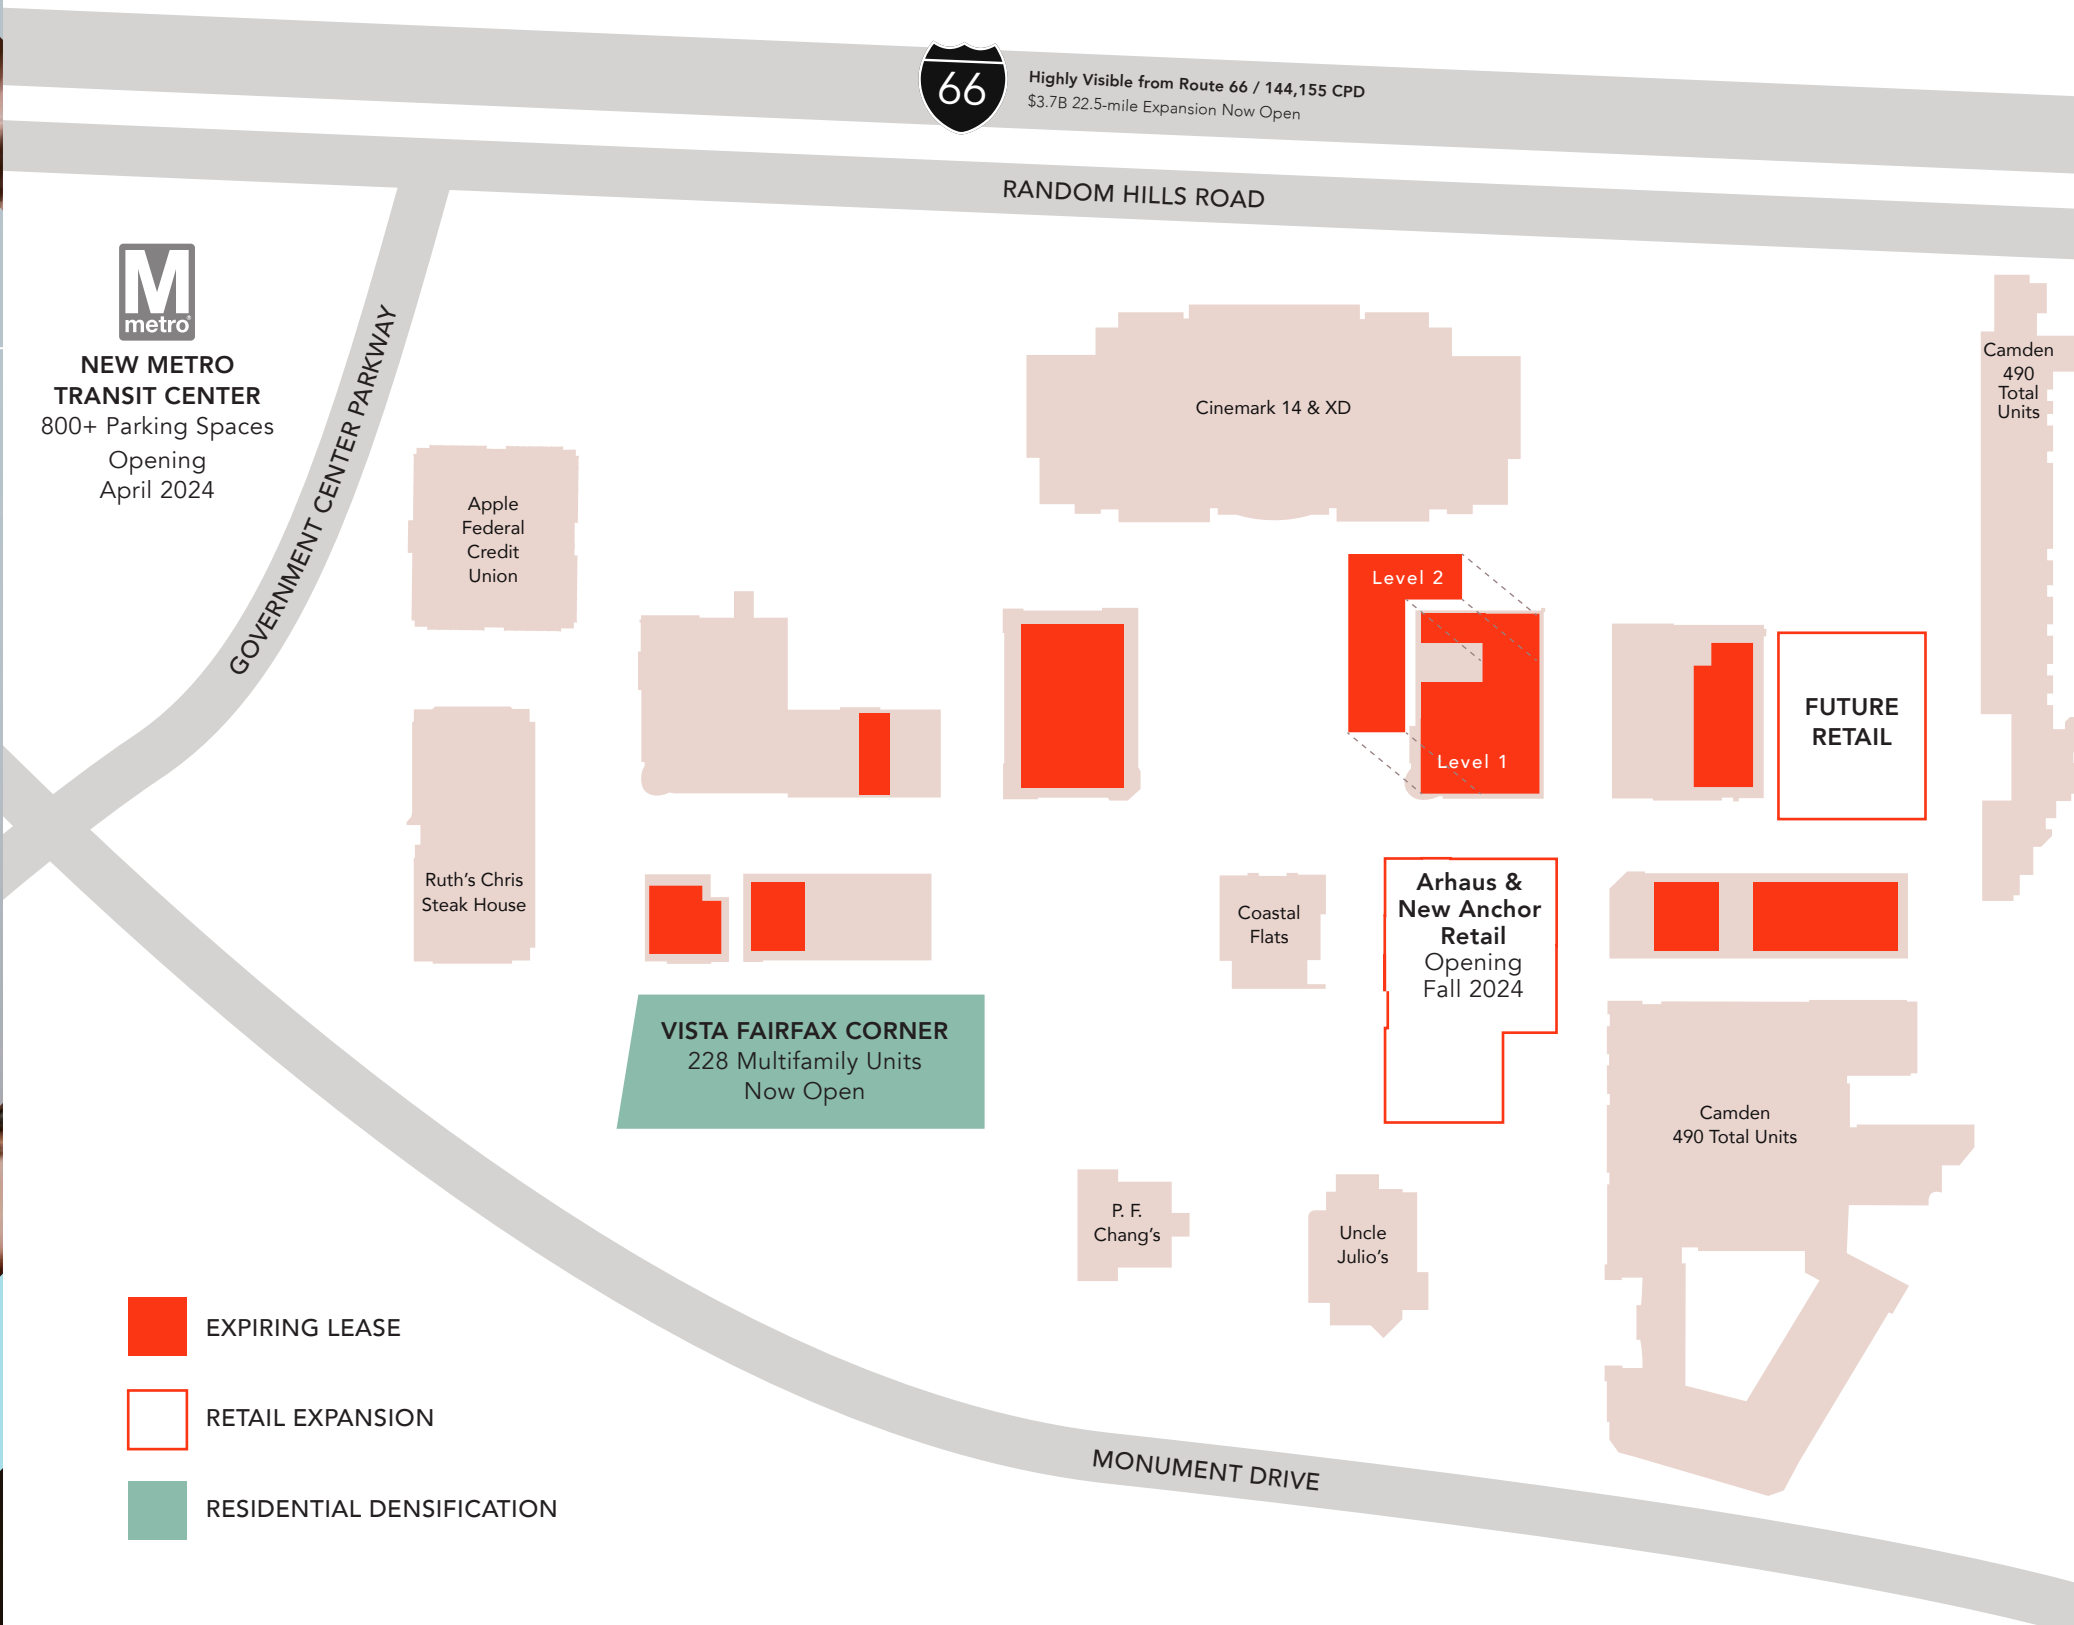 66
Highly Visible from Route 66 / 144,155 CPD
$3.7B 22.5-mile Expansion Now Open
RANDOM HILLS ROAD
M
metro
NEW METRO
TRANSIT CENTER
800+ Parking Spaces
Opening
April 2024
GOVERNMENT CENTER PARKWAY
Cinemark 14 & XD
Camden
490
Total
Units
Apple
Federal
Credit
Union
Level 2
Level 1
FUTURE
RETAIL
Ruth's Chris
Steak House
Coastal
Flats
Arhaus &
New Anchor
Retail
Opening
Fall 2024
VISTA FAIRFAX CORNER
228 Multifamily Units
Now Open
Camden
490 Total Units
P. F.
Chang's
Uncle
Julio's
EXPIRING LEASE
RETAIL EXPANSION
RESIDENTIAL DENSIFICATION
MONUMENT DRIVE